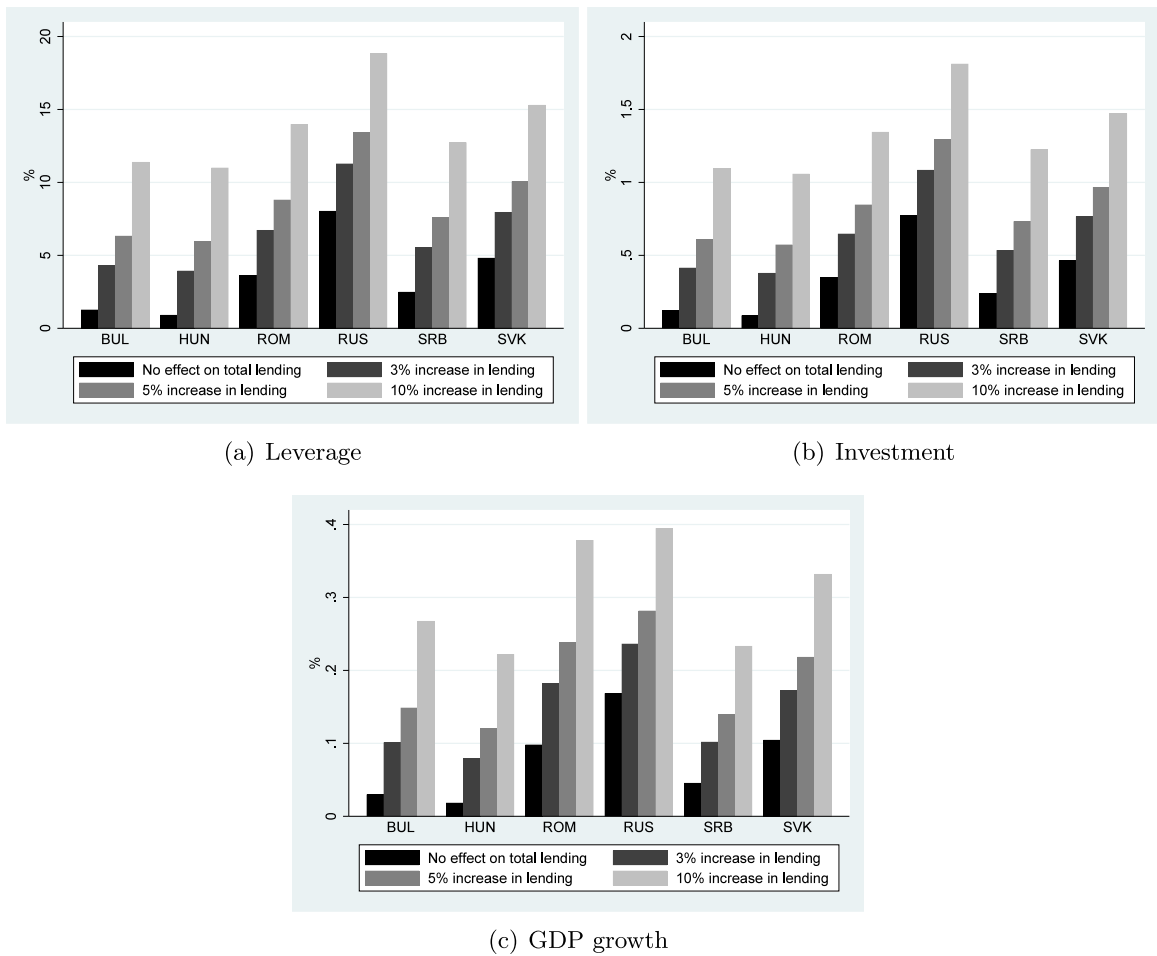 20
15
%
10
5
0
BUL HUN ROM RUS SRB SVK
No effect on total lending 3% increase in lending
5% increase in lending 10% increase in lending
(a) Leverage
2
1.5
%
1
.5
0
BUL HUN ROM RUS SRB SVK
No effect on total lending 3% increase in lending
5% increase in lending 10% increase in lending
(b) Investment
.4
.3
%
.2
.1
0
BUL HUN ROM RUS SRB SVK
No effect on total lending 3% increase in lending
5% increase in lending 10% increase in lending
(c) GDP growth